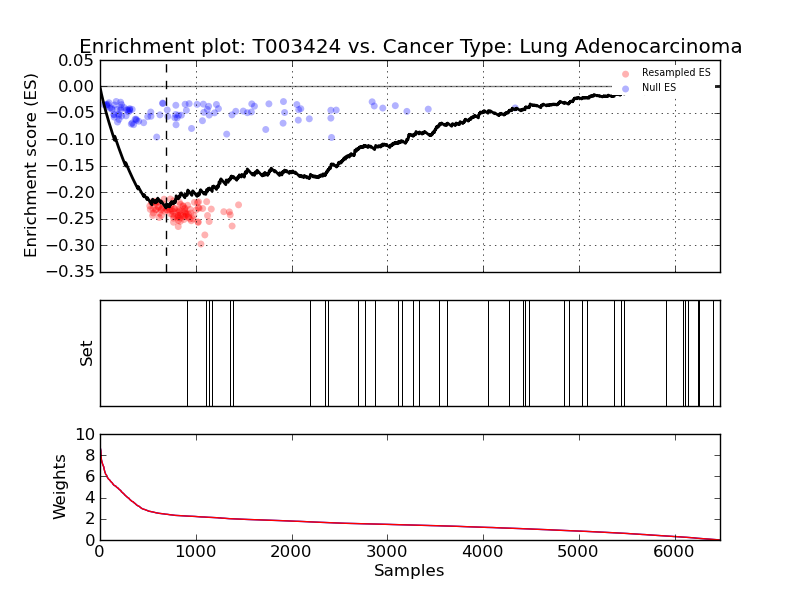 Enrichment plot: T003424 vs. Cancer Type: Lung Adenocarcinoma
Enrichment score (ES)
0.05
0.00
−0.05
−0.10
−0.15
−0.20
−0.25
−0.30
−0.35
Resampled ES
Null ES
Set
Weights
10
8
6
4
2
0
0 1000 2000 3000 4000 5000 6000
Samples